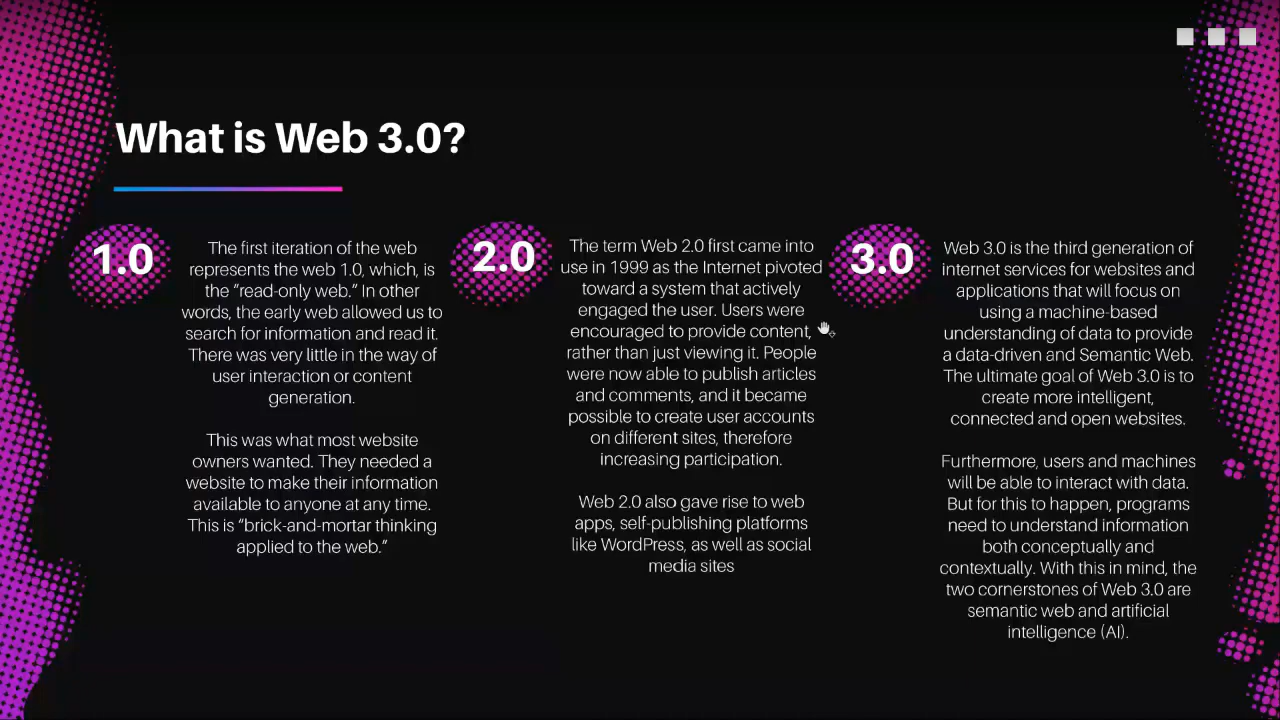 What is Web 3.0?
1.0
The first iteration of the web
represents the web 1.0, which, is
the “read-only web.” In other
words, the early web allowed us to
search for information and read it.
There was very little in the way of
user interaction or content
generation.
This was what most website
owners wanted. They needed a
website to make their information
available to anyone at any time.
This is “brick-and-mortar thinking
applied to the web.”
2.0
The term Web 2.0 first came into
use in 1999 as the Internet pivoted
toward a system that actively
engaged the user. Users were
encouraged to provide content,
rather than just viewing it. People
were now able to publish articles
and comments, and it became
possible to create user accounts
on different sites, therefore
increasing participation.
Web 2.0 also gave rise to web
apps, self-publishing platforms
like WordPress, as well as social
media sites
3.0
Web 3.0 is the third generation of
internet services for websites and
applications that will focus on
using a machine-based
understanding of data to provide
a data-driven and Semantic Web.
The ultimate goal of Web 3.0 is to
create more intelligent,
connected and open websites.
Furthermore, users and machines
will be able to interact with data.
But for this to happen, programs
need to understand information
both conceptually and
contextually. With this in mind, the
two cornerstones of Web 3.0 are
semantic web and artificial
intelligence (AI).